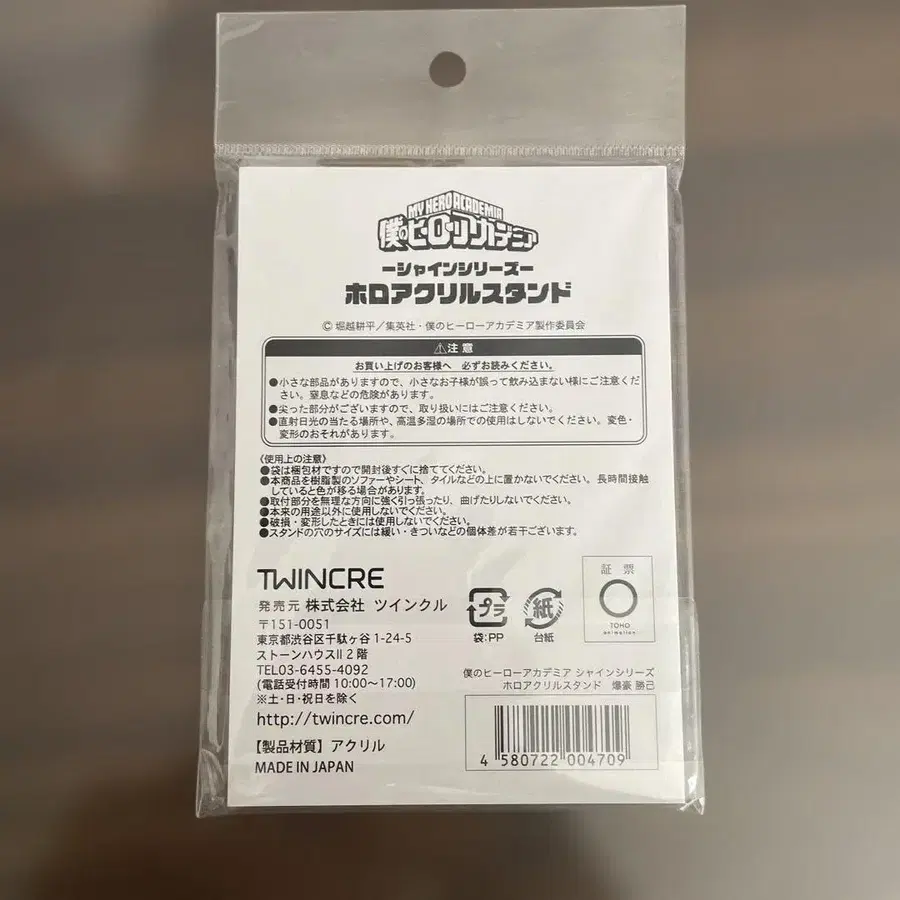 MY HERO ACADEMIA
僕のヒーローアカデミア
ーシャインシリーズー
ホロアクリルスタンド
© 堀越耕平／集英社・僕のヒーローアカデミア製作委員会
⚠注意
お買い上げのお客様へ 必ずお読みください。
●小さな部品がありますので、小さなお子様が誤って飲み込まない様にご注意くだ
さい。窒息などの危険があります。
●尖った部分がございますので、取り扱いにはご注意ください。
●直射日光の当たる場所や、高温多湿の場所での使用はしないでください。変色・
変形のおそれがあります。
〈使用上の注意〉
●袋は梱包材ですので開封後すぐに捨ててください。
●本商品を樹脂製のソファーやシート、タイルなどの上に置かないでください。長時間接触
していると色が移る場合があります。
●取付部分を無理な方向に強く引っ張ったり、曲げたりしないでください。
●本来の用途以外に使用しないでください。
●破損・変形したときには使用しないでください。
●スタンドの穴のサイズには緩い・きついなどの個体差が若干ございます。
TWINCRE
発売元 株式会社 ツインクル
〒151-0051
東京都渋谷区千駄ヶ谷 1-24-5
ストーンハウスII 2 階
TEL03-6455-4092
(電話受付時間 10:00～17:00)
※土・日・祝日を除く
http://twincre.com/
【製品材質】アクリル
MADE IN JAPAN
プラ
袋:PP
紙
台紙
証 票
TOHO
animation
僕のヒーローアカデミア シャインシリーズ
ホロアクリルスタンド 爆豪 勝己
4 580722 004709